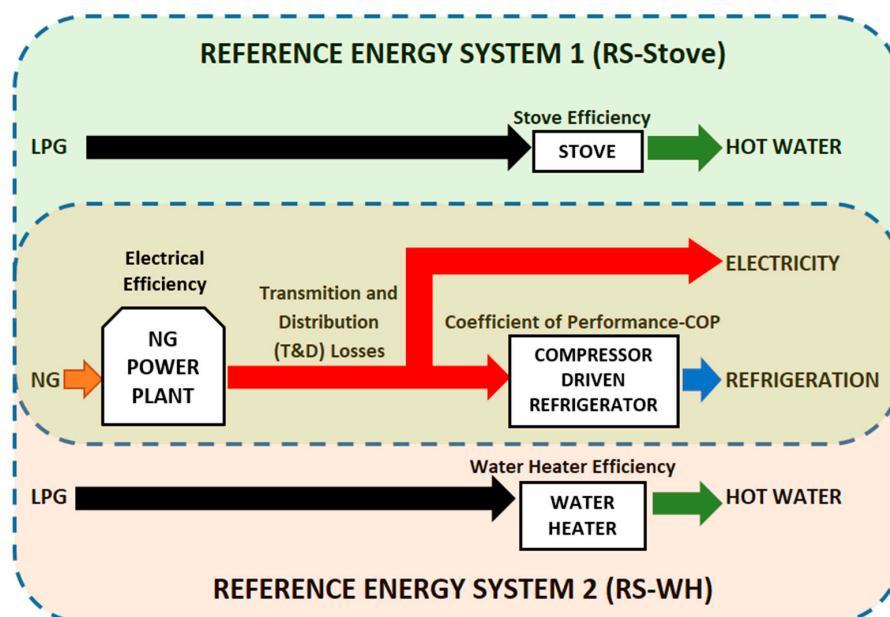 REFERENCE ENERGY SYSTEM 1 (RS-Stove)
Stove Efficiency
LPG
STOVE
HOT WATER
Electrical
Efficiency
ELECTRICITY
Transmition and
Distribution
(T&D) Losses
Coefficient of Performance-COP
NG
NG
POWER
PLANT
COMPRESSOR
DRIVEN
REFRIGERATOR
REFRIGERATION
Water Heater Efficiency
LPG
WATER
HEATER
HOT WATER
REFERENCE ENERGY SYSTEM 2 (RS-WH)